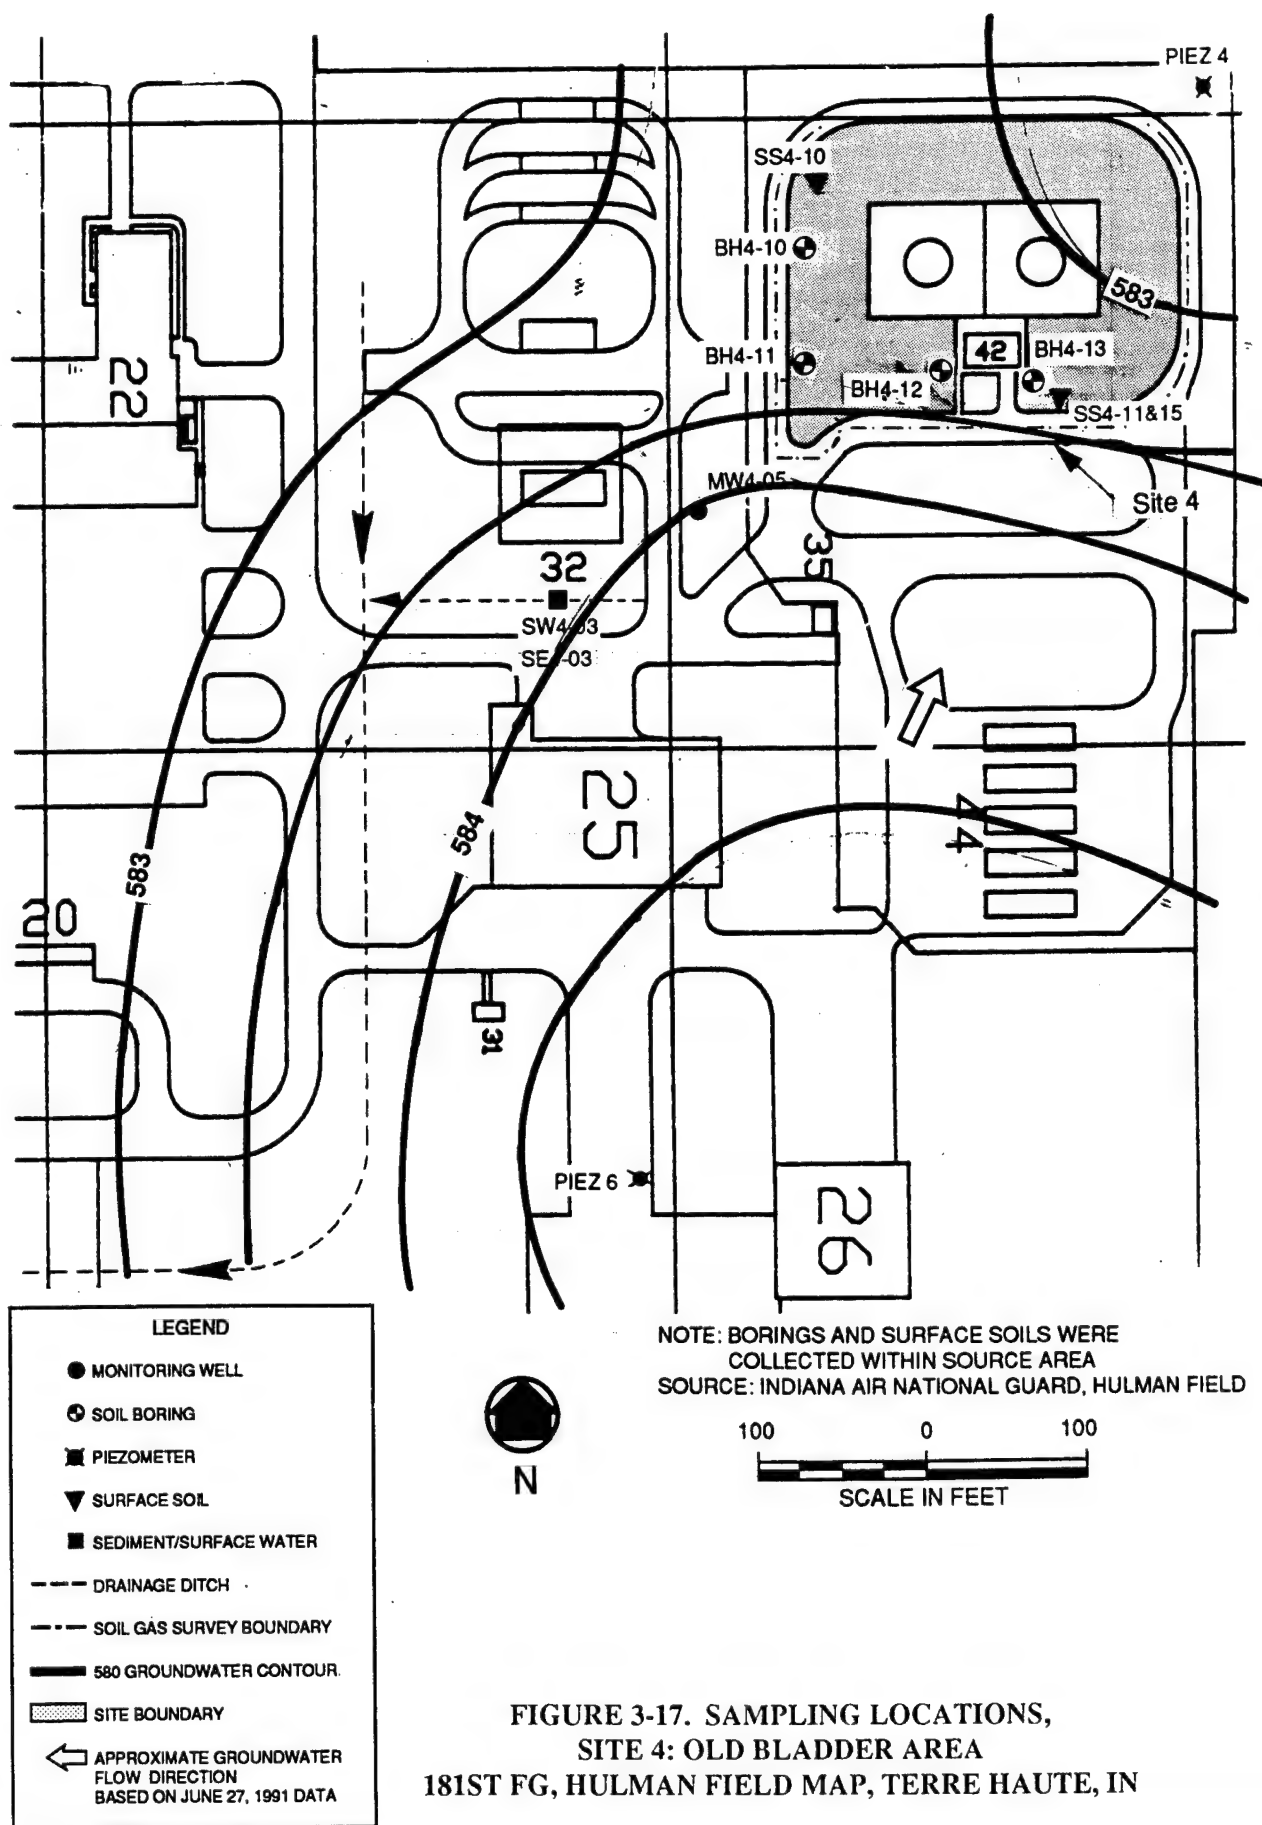 PIEZ 4
SS4-10
BH4-10
583
BH4-11
42
BH4-13
BH4-12
SS4-11&15
22
MW4-05
Site 4
35
32
SW4-03
SE4-03
25
44
584
583
20
31
PIEZ 6
26
LEGEND
MONITORING WELL
SOIL BORING
PIEZOMETER
SURFACE SOIL
SEDIMENT/SURFACE WATER
DRAINAGE DITCH
SOIL GAS SURVEY BOUNDARY
580 GROUNDWATER CONTOUR
SITE BOUNDARY
APPROXIMATE GROUNDWATER
FLOW DIRECTION
BASED ON JUNE 27, 1991 DATA
N
NOTE: BORINGS AND SURFACE SOILS WERE
COLLECTED WITHIN SOURCE AREA
SOURCE: INDIANA AIR NATIONAL GUARD, HULMAN FIELD
100 0 100
SCALE IN FEET
FIGURE 3-17. SAMPLING LOCATIONS,
SITE 4: OLD BLADDER AREA
181ST FG, HULMAN FIELD MAP, TERRE HAUTE, IN